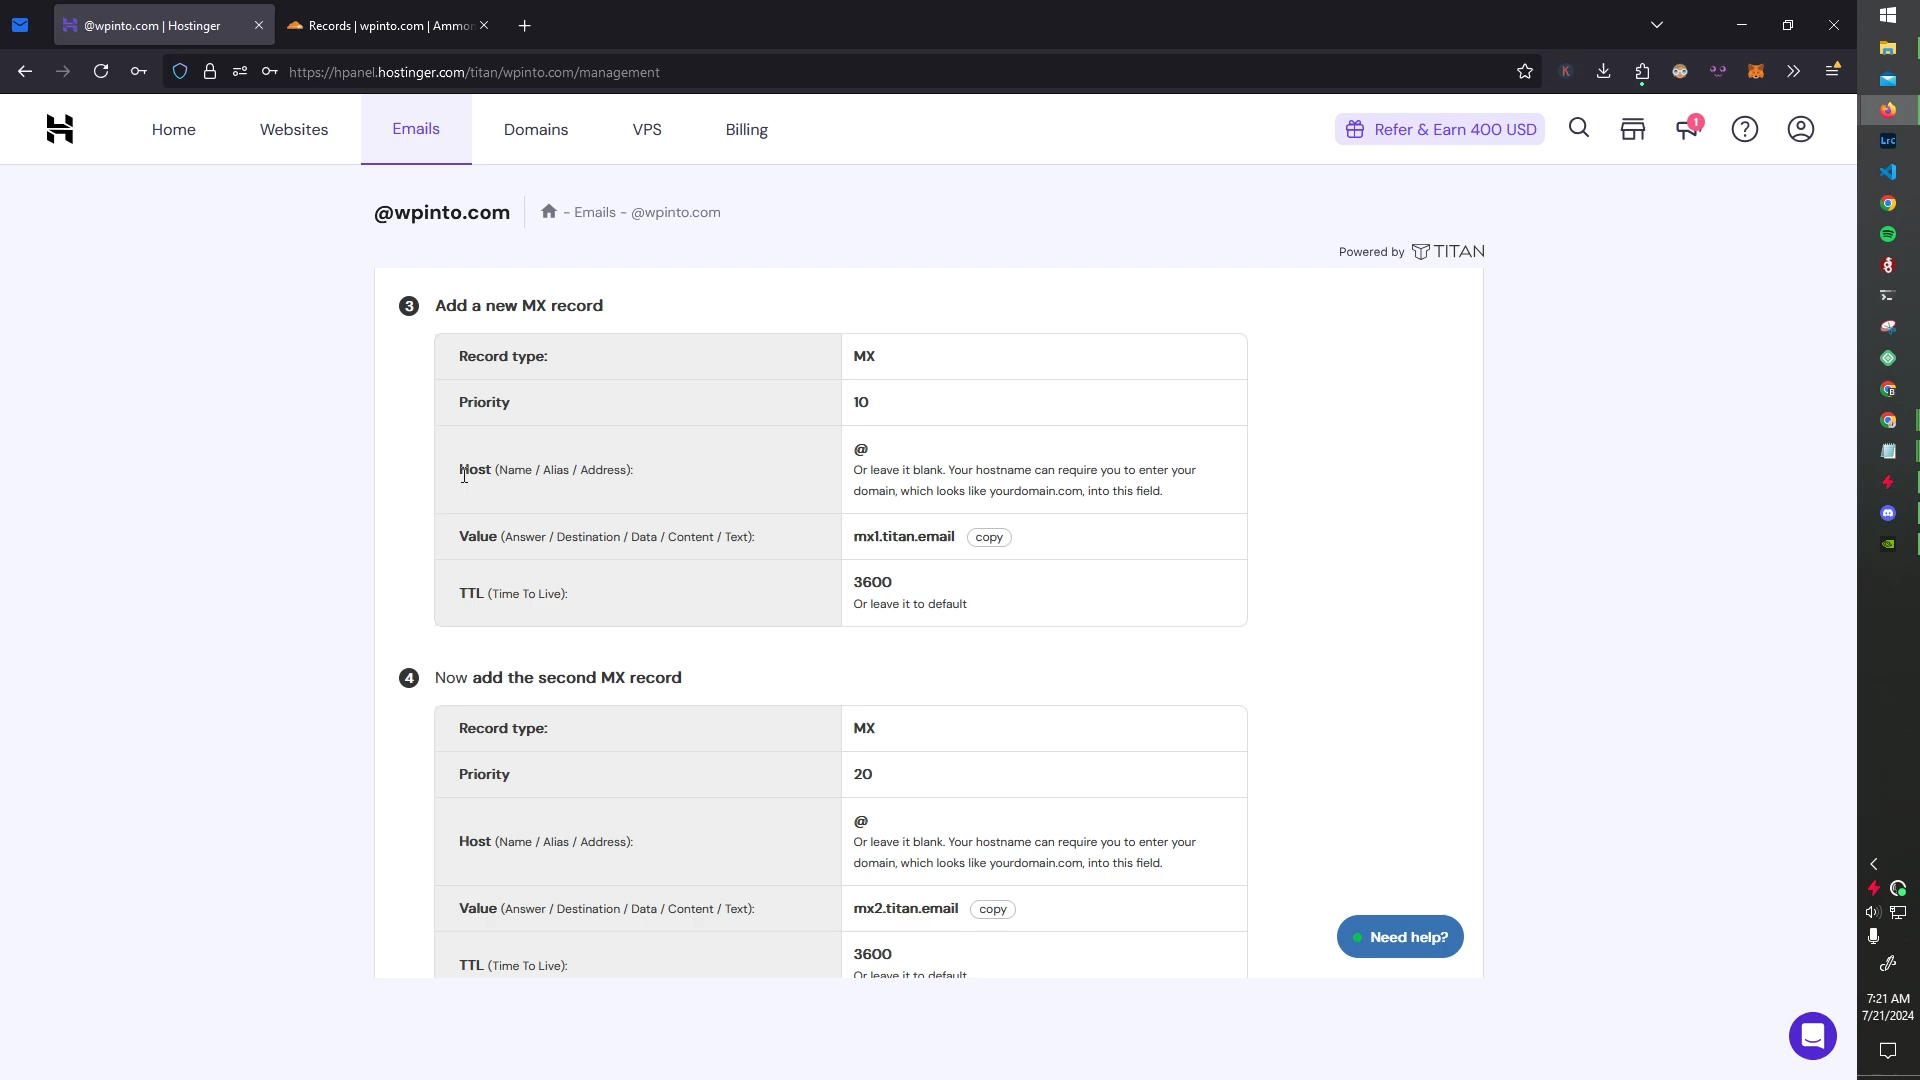 @wpinto.com | Hostinger
Records | wpinto.com | Ammon
https://hpanel.hostinger.com/titan/wpinto.com/management
Home
Websites
Emails
Domains
VPS
Billing
Refer & Earn 400 USD
1
@wpinto.com
- Emails - @wpinto.com
Powered by TITAN
3 Add a new MX record
Record type: MX
Priority 10
Host (Name / Alias / Address):
@
Or leave it blank. Your hostname can require you to enter your
domain, which looks like yourdomain.com, into this field.
Value (Answer / Destination / Data / Content / Text): mx1.titan.email copy
TTL (Time To Live):
3600
Or leave it to default
4 Now add the second MX record
Record type: MX
Priority 20
Host (Name / Alias / Address):
@
Or leave it blank. Your hostname can require you to enter your
domain, which looks like yourdomain.com, into this field.
Value (Answer / Destination / Data / Content / Text): mx2.titan.email copy
TTL (Time To Live):
3600
Or leave it to default
Need help?
Lrc
7:21 AM
7/21/2024